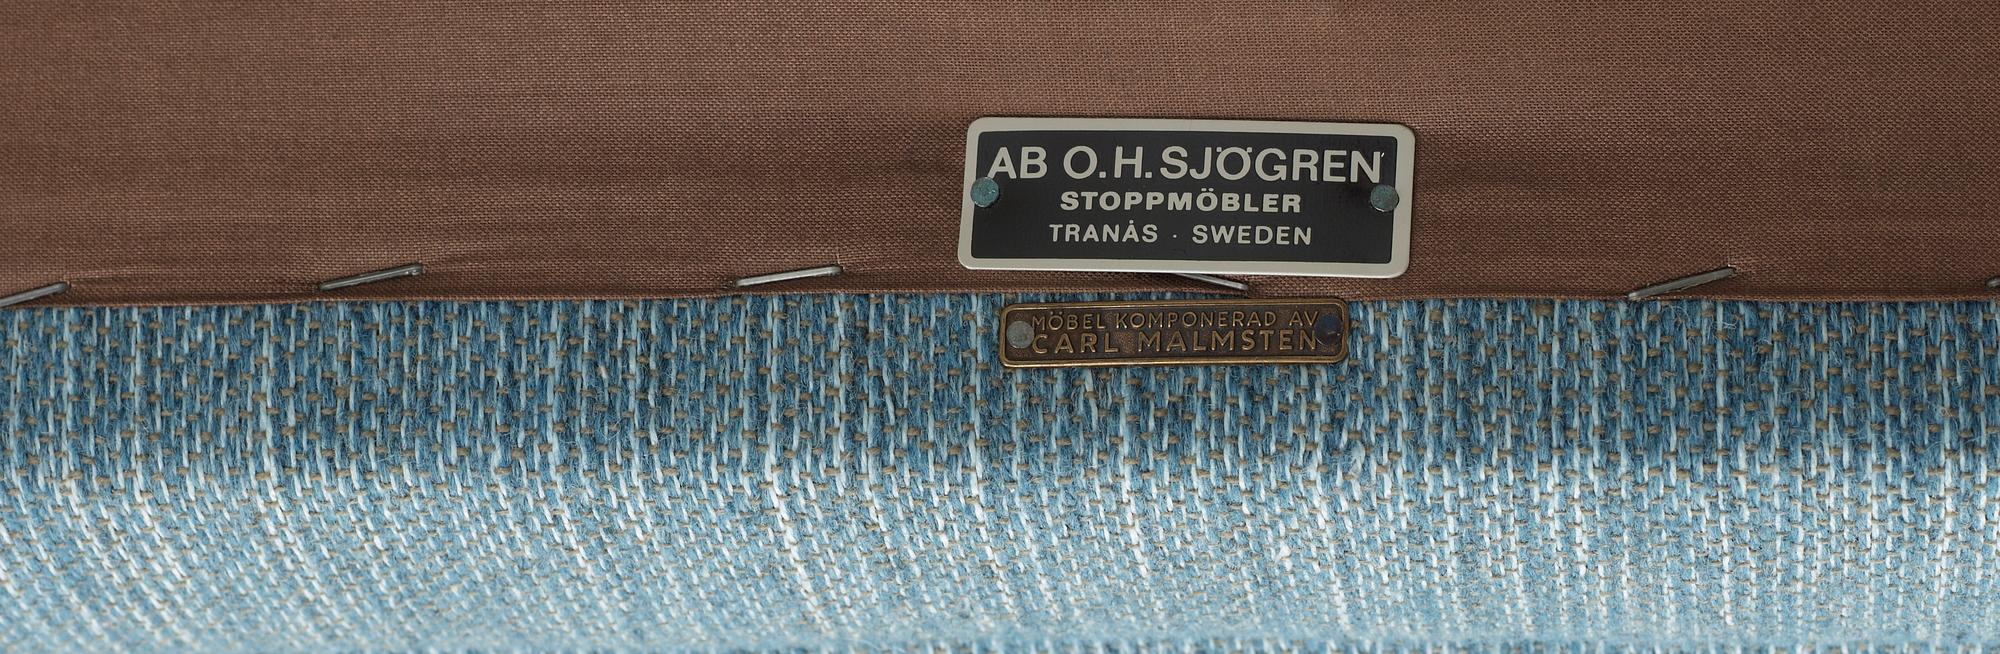 AB O.H. SJÖGREN
STOPPMÖBLER
TRANÅS · SWEDEN
MÖBEL KOMPONERAD AV
CARL MALMSTEN